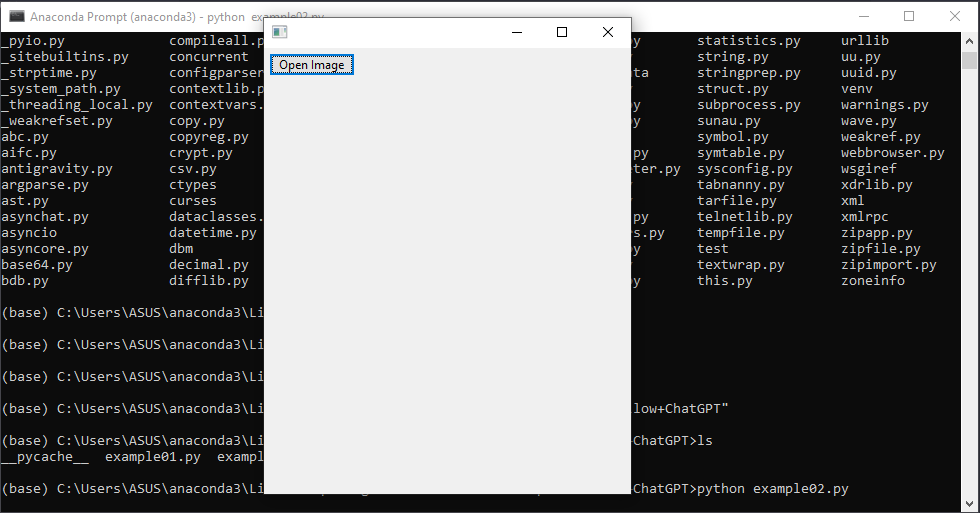 Anaconda Prompt (anaconda3) - python example02.py
Open Image
_pyio.py compileall.p y statistics.py urllib
_sitebuiltins.py concurrent string.py uu.py
_strptime.py configparser ata stringprep.py uuid.py
_system_path.py contextlib.p struct.py venv
_threading_local.py contextvars. py subprocess.py warnings.py
_weakrefset.py copy.py y sunau.py wave.py
abc.py copyreg.py symbol.py weakref.py
aifc.py crypt.py py symtable.py webbrowser.py
antigravity.py csv.py ter.py sysconfig.py wsgiref
argparse.py ctypes tabnanny.py xdrlib.py
ast.py curses tarfile.py xml
asynchat.py dataclasses. py telnetlib.py xmlrpc
asyncio datetime.py s.py tempfile.py zipapp.py
asyncore.py dbm test zipfile.py
base64.py decimal.py textwrap.py zipimport.py
bdb.py difflib.py y this.py zoneinfo
(base) C:\Users\ASUS\anaconda3\Li
(base) C:\Users\ASUS\anaconda3\Li
(base) C:\Users\ASUS\anaconda3\Li
(base) C:\Users\ASUS\anaconda3\Li low+ChatGPT"
(base) C:\Users\ASUS\anaconda3\Li ChatGPT>ls
__pycache__ example01.py exampl
(base) C:\Users\ASUS\anaconda3\Li ChatGPT>python example02.py